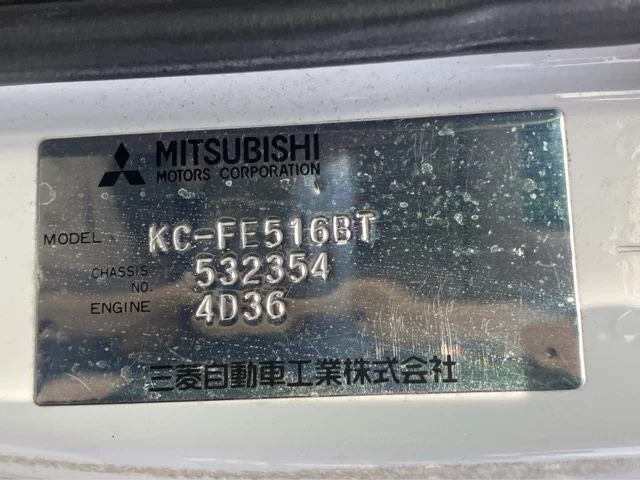 MITSUBISHI
MOTORS CORPORATION
MODEL KC-FE516BT
CHASSIS NO. 532354
ENGINE 4D36
三菱自動車工業株式会社